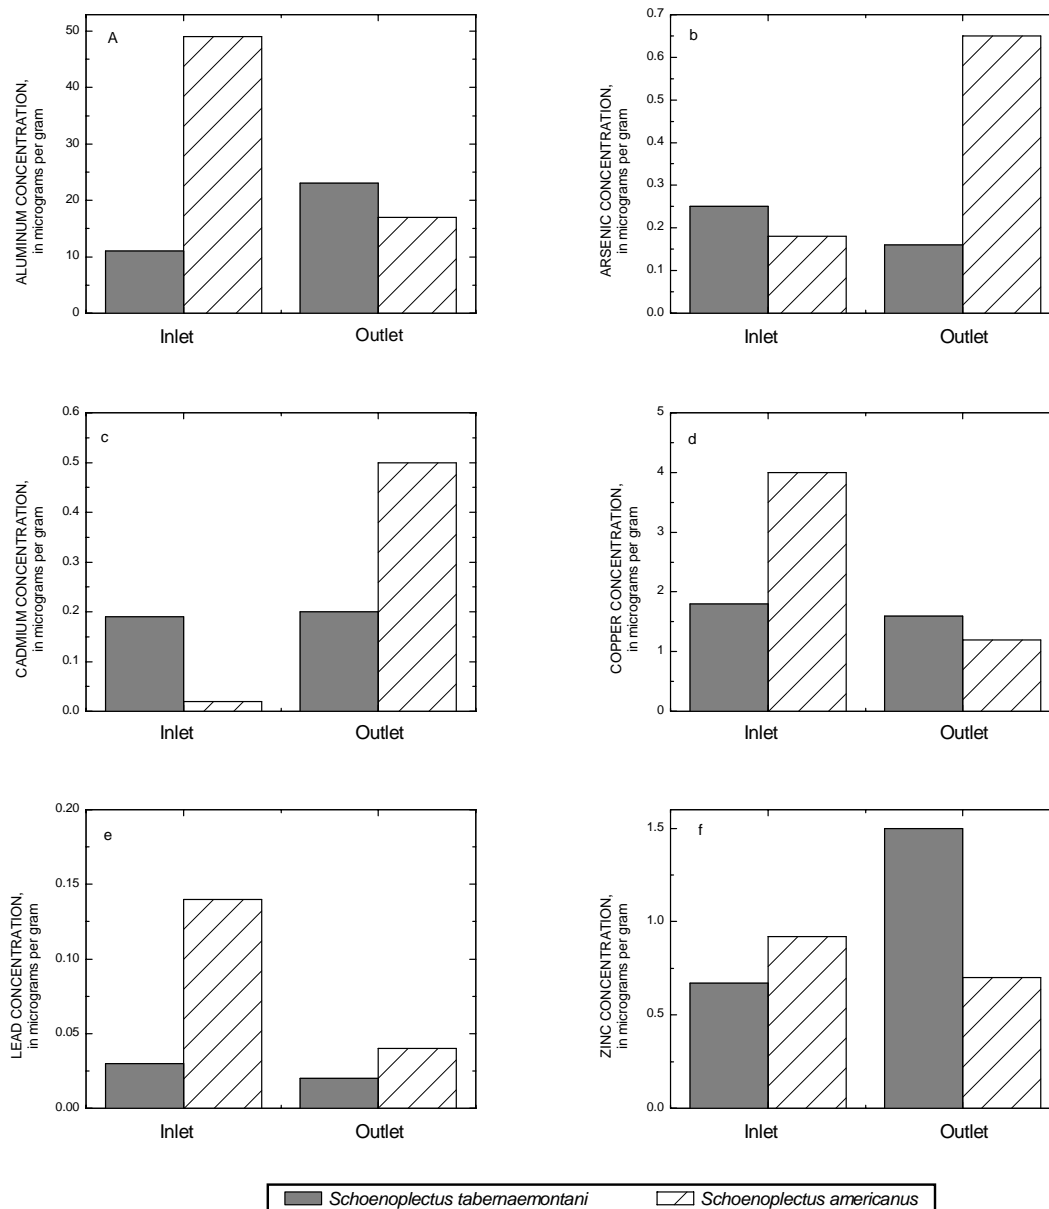 A
ALUMINUM CONCENTRATION,
in micrograms per gram
50
40
30
20
10
0
Inlet Outlet
b
ARSENIC CONCENTRATION,
in micrograms per gram
0.7
0.6
0.5
0.4
0.3
0.2
0.1
0.0
Inlet Outlet
c
CADMIUM CONCENTRATION,
in micrograms per gram
0.6
0.5
0.4
0.3
0.2
0.1
0.0
Inlet Outlet
d
COPPER CONCENTRATION,
in micrograms per gram
5
4
3
2
1
0
Inlet Outlet
e
LEAD CONCENTRATION,
in micrograms per gram
0.20
0.15
0.10
0.05
0.00
Inlet Outlet
f
ZINC CONCENTRATION,
in micrograms per gram
1.5
1.0
0.5
0.0
Inlet Outlet
Schoenoplectus tabernaemontani Schoenoplectus americanus